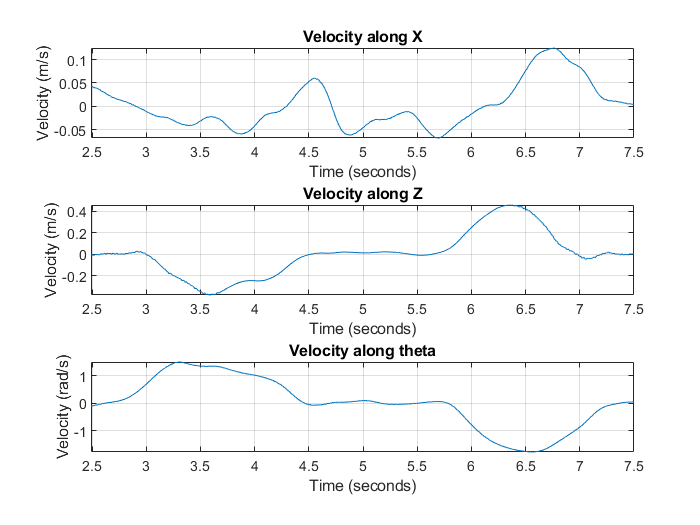 Velocity along X
Velocity (m/s)
0.1
0.05
0
-0.05
2.5 3 3.5 4 4.5 5 5.5 6 6.5 7 7.5
Time (seconds)
Velocity along Z
Velocity (m/s)
0.4
0.2
0
-0.2
2.5 3 3.5 4 4.5 5 5.5 6 6.5 7 7.5
Time (seconds)
Velocity along theta
Velocity (rad/s)
1
0
-1
2.5 3 3.5 4 4.5 5 5.5 6 6.5 7 7.5
Time (seconds)